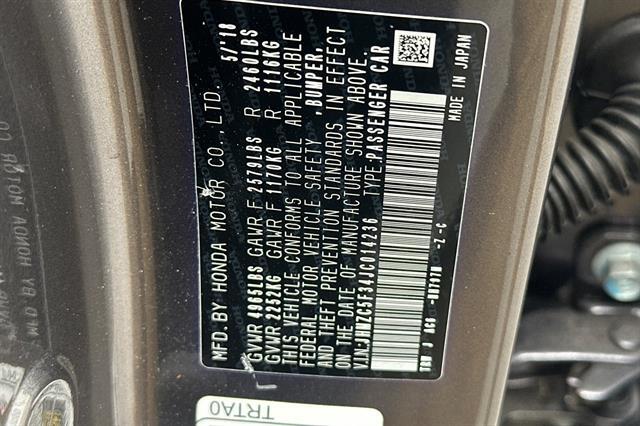 MFD.BY HONDA MOTOR CO.,LTD. 5/'18
GVWR 4963LBS GAWR F 2579LBS R 2460LBS
GVWR 2252KG GAWR F 1170KG R 1116KG
THIS VEHICLE CONFORMS TO ALL APPLICABLE
FEDERAL MOTOR VEHICLE SAFETY ,BUMPER,
AND THEFT PREVENTION STANDARDS IN EFFECT
ON THE DATE OF MANUFACTURE SHOWN ABOVE.
V.I.N:JHMZC5F34JC014236 TYPE:PASSENGER CAR
MADE IN JAPAN
-Z -C
TRTA0